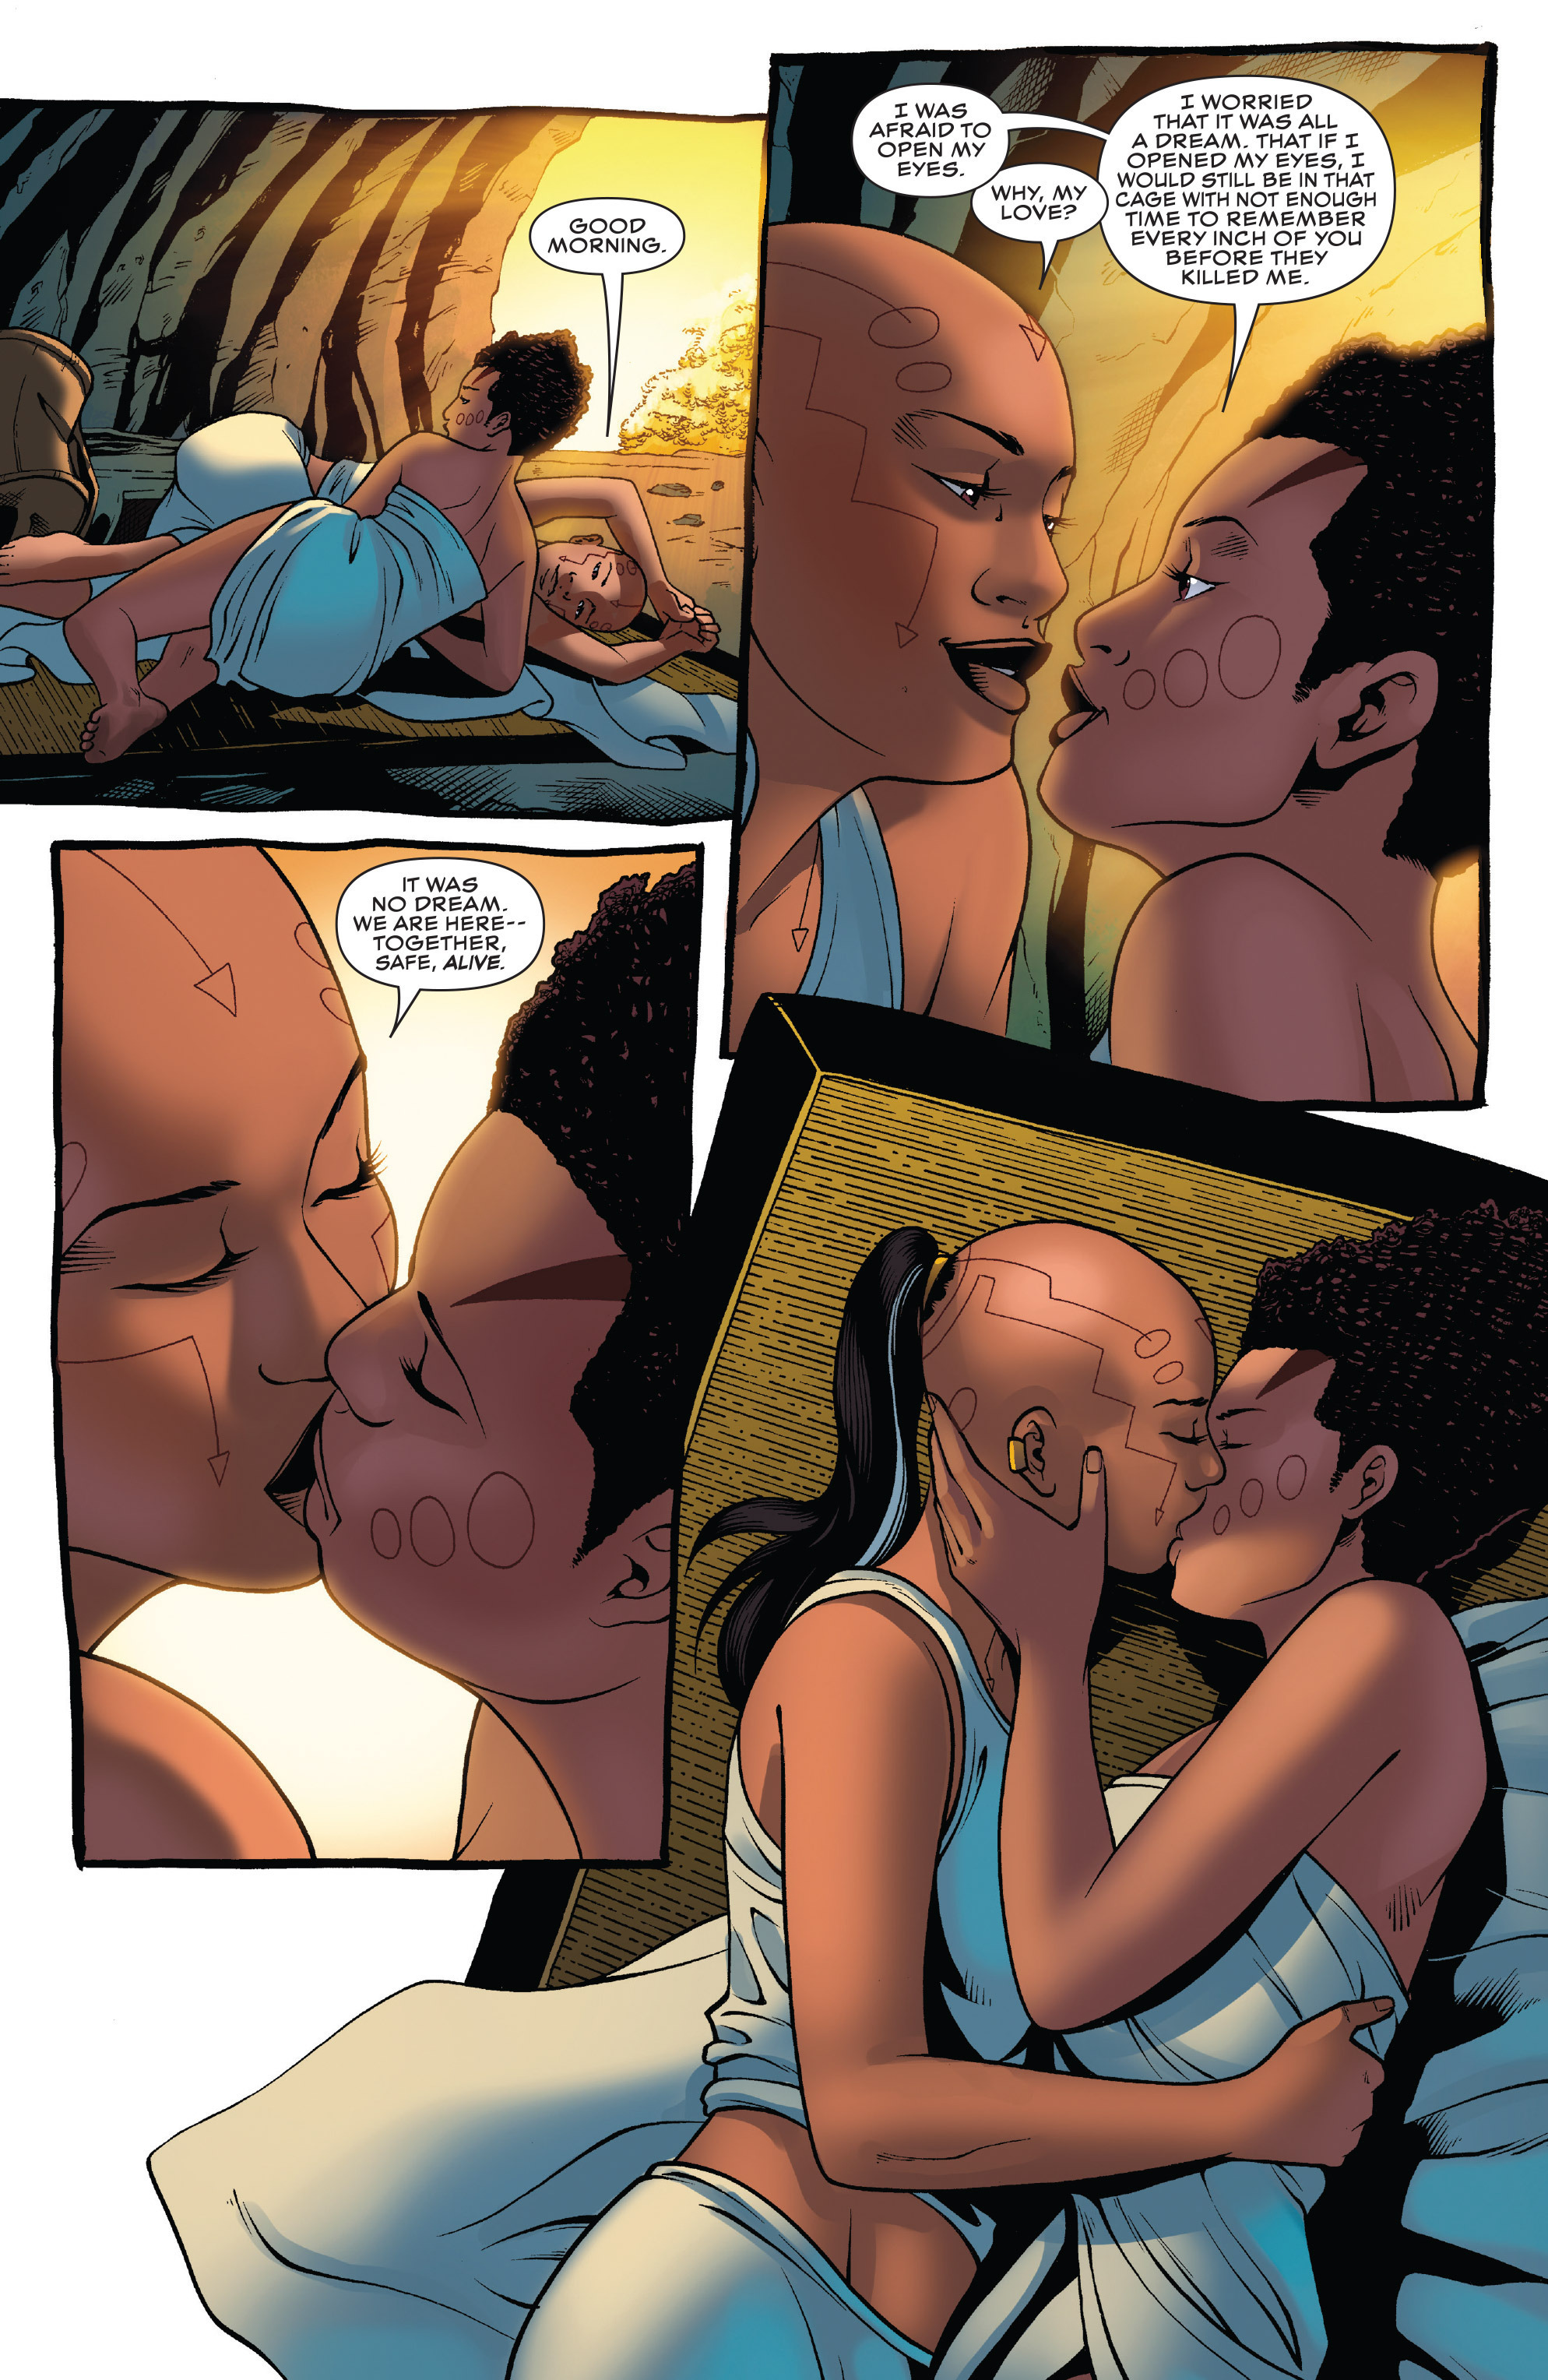 GOOD
MORNING.
I WAS
AFRAID TO
OPEN MY
EYES.
WHY, MY
LOVE?
I WORRIED
THAT IT WAS ALL
A DREAM. THAT IF I
OPENED MY EYES, I
WOULD STILL BE IN THAT
CAGE WITH NOT ENOUGH
TIME TO REMEMBER
EVERY INCH OF YOU
BEFORE THEY
KILLED ME.
IT WAS
NO DREAM.
WE ARE HERE--
TOGETHER,
SAFE, ALIVE.